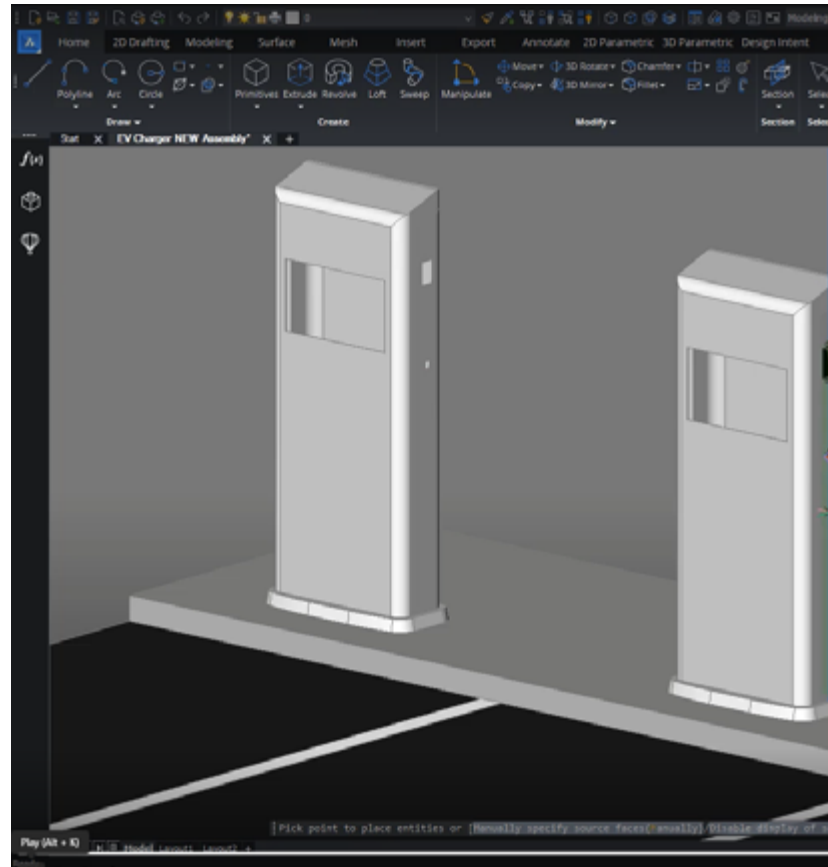 Modeling
Home 2D Drafting Modeling Surface Mesh Insert Export Annotate 2D Parametric 3D Parametric Design Intent
Polyline Arc Circle Primitives Extrude Revolve Loft Sweep Manipulate Move 3D Rotate Chamfer Section
Copy 3D Mirror Fillet
Draw Create Modify Section
Start X EV Charger NEW Assembly* X +
f(x)
Pick point to place entities or [Manually specify source faces(Manually)/Disable display of
Play (Alt + K) Model Layout1 Layout2 +